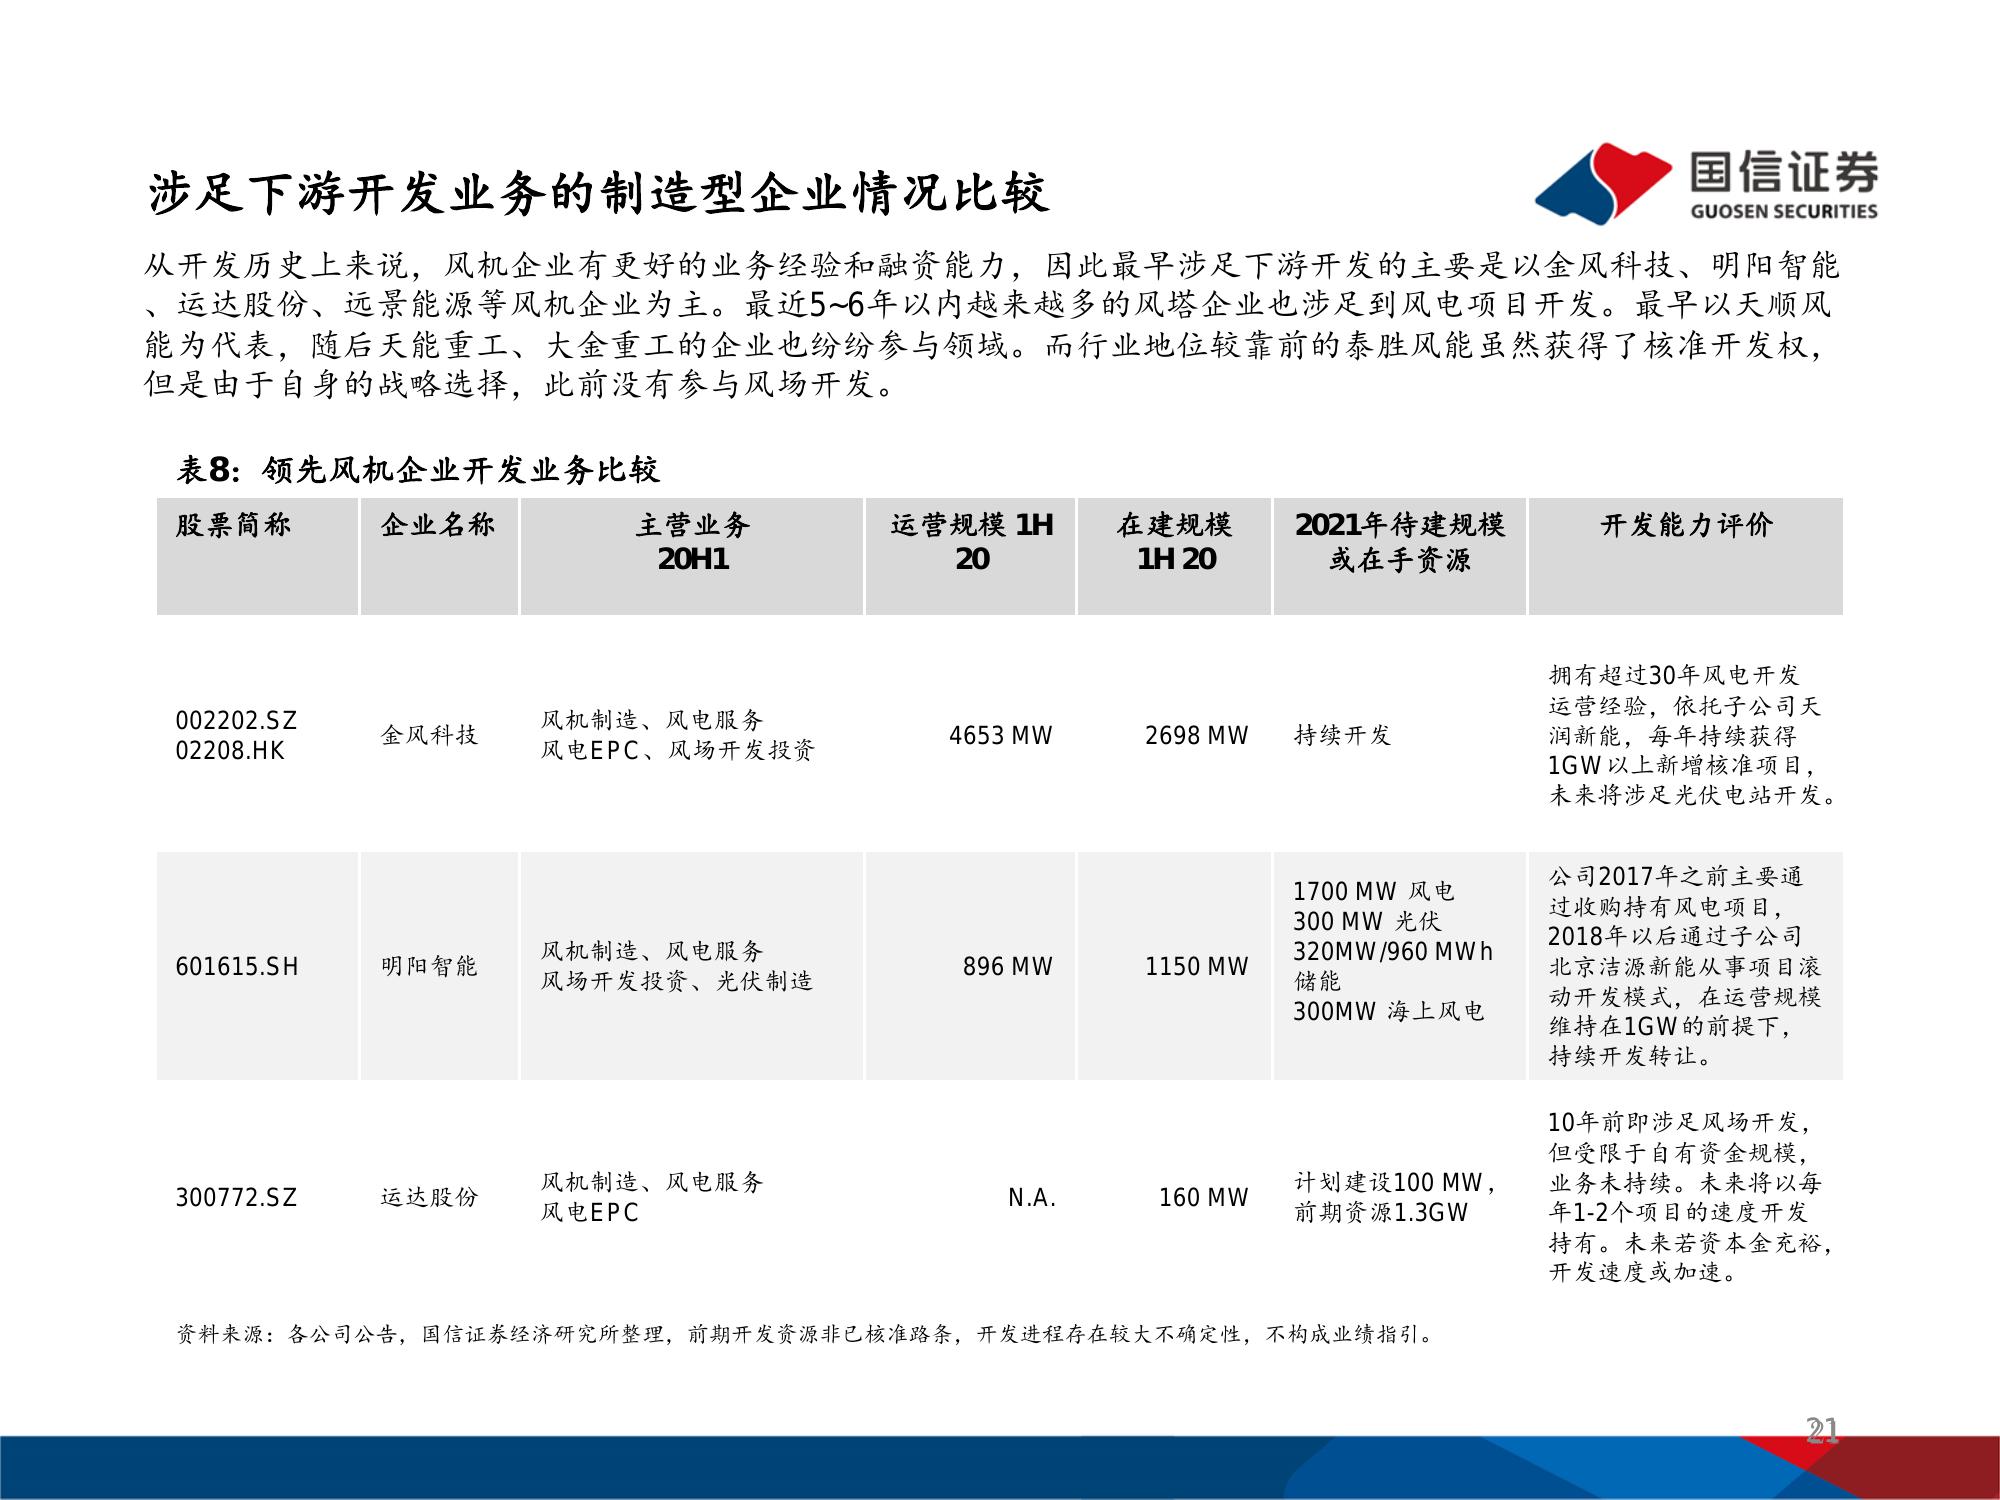 涉足下游开发业务的制造型企业情况比较
国信证券
GUOSEN SECURITIES
从开发历史上来说，风机企业有更好的业务经验和融资能力，因此最早涉足下游开发的主要是以金风科技、明阳智能
、运达股份、远景能源等风机企业为主。最近5~6年以内越来越多的风塔企业也涉足到风电项目开发。最早以天顺风
能为代表，随后天能重工、大金重工的企业也纷纷参与领域。而行业地位较靠前的泰胜风能虽然获得了核准开发权，
但是由于自身的战略选择，此前没有参与风场开发。
表8：领先风机企业开发业务比较
股票简称
企业名称
主营业务
20H1
运营规模 1H
20
在建规模
1H 20
2021年待建规模
或在手资源
开发能力评价
002202.SZ
02208.HK
金风科技
风机制造、风电服务
风电EPC、风场开发投资
4653 MW
2698 MW
持续开发
拥有超过30年风电开发
运营经验，依托子公司天
润新能，每年持续获得
1GW以上新增核准项目，
未来将涉足光伏电站开发。
601615.SH
明阳智能
风机制造、风电服务
风场开发投资、光伏制造
896 MW
1150 MW
1700 MW 风电
300 MW 光伏
320MW/960 MWh
储能
300MW 海上风电
公司2017年之前主要通
过收购持有风电项目，
2018年以后通过子公司
北京洁源新能从事项目滚
动开发模式，在运营规模
维持在1GW的前提下，
持续开发转让。
300772.SZ
运达股份
风机制造、风电服务
风电EPC
N.A.
160 MW
计划建设100 MW，
前期资源1.3GW
10年前即涉足风场开发，
但受限于自有资金规模，
业务未持续。未来将以每
年1-2个项目的速度开发
持有。未来若资本金充裕，
开发速度或加速。
资料来源：各公司公告，国信证券经济研究所整理，前期开发资源非已核准路条，开发进程存在较大不确定性，不构成业绩指引。
21